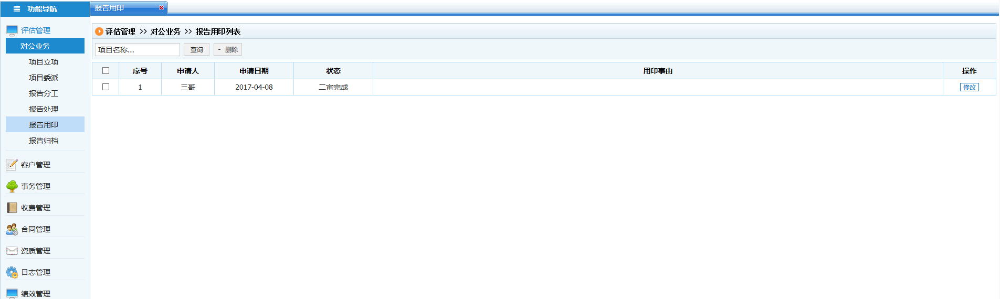 功能导航
报告用印
评估管理
对公业务
项目立项
项目委派
报告分工
报告处理
报告用印
报告归档
客户管理
事务管理
收费管理
合同管理
资质管理
日志管理
绩效管理
评估管理 >> 对公业务 >> 报告用印列表
项目名称... 查询 - 删除
序号 申请人 申请日期 状态 用印事由 操作
1 三哥 2017-04-08 二审完成 修改